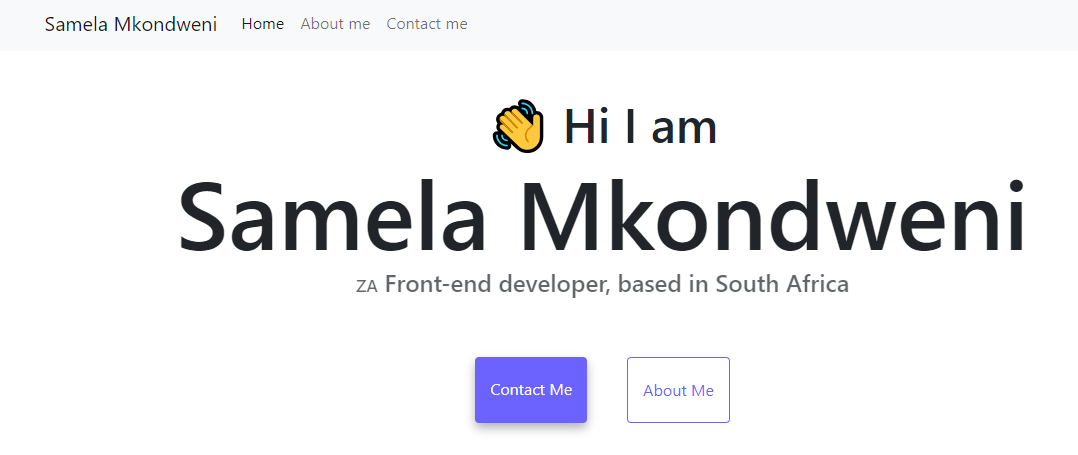 Samela Mkondweni Home About me Contact me
👋 Hi I am
Samela Mkondweni
ZA Front-end developer, based in South Africa
Contact Me About Me